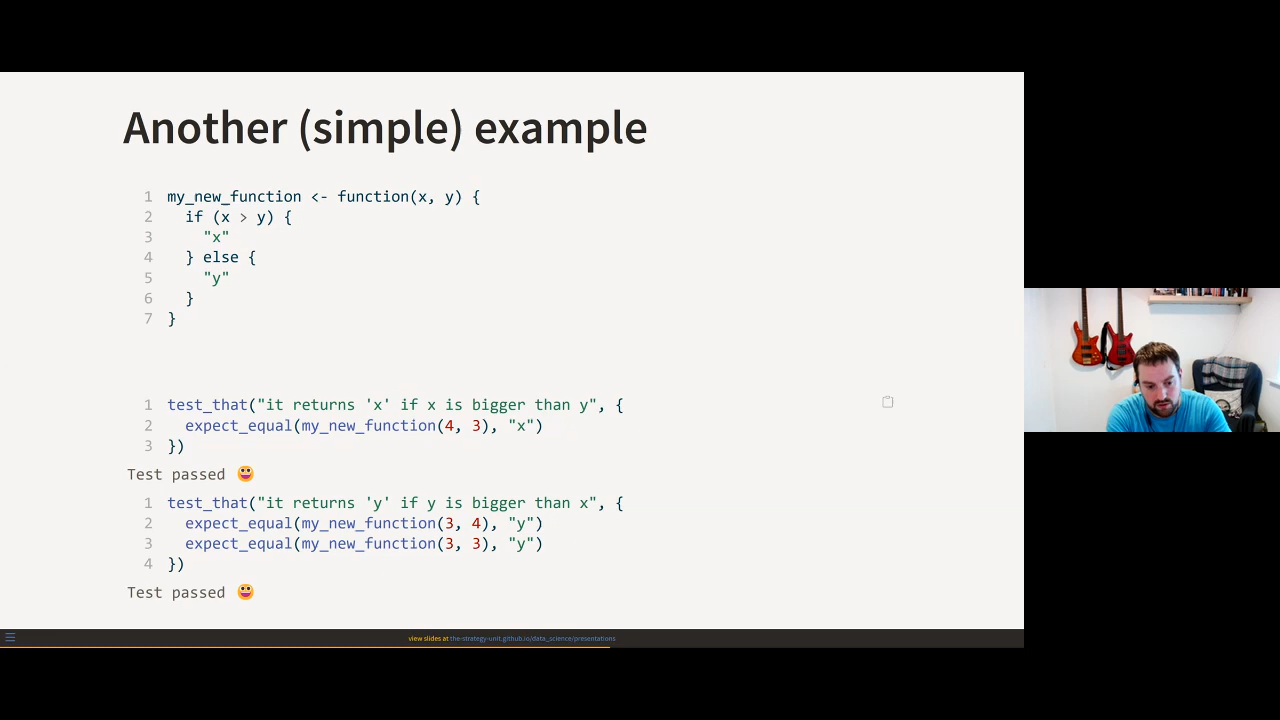 Another (simple) example
1 my_new_function <- function(x, y) {
2   if (x > y) {
3     "x"
4   } else {
5     "y"
6   }
7 }
1 test_that("it returns 'x' if x is bigger than y", {
2   expect_equal(my_new_function(4, 3), "x")
3 })
Test passed 😀
1 test_that("it returns 'y' if y is bigger than x", {
2   expect_equal(my_new_function(3, 4), "y")
3   expect_equal(my_new_function(3, 3), "y")
4 })
Test passed 😀
view slides at the-strategy-unit.github.io/data_science/presentations